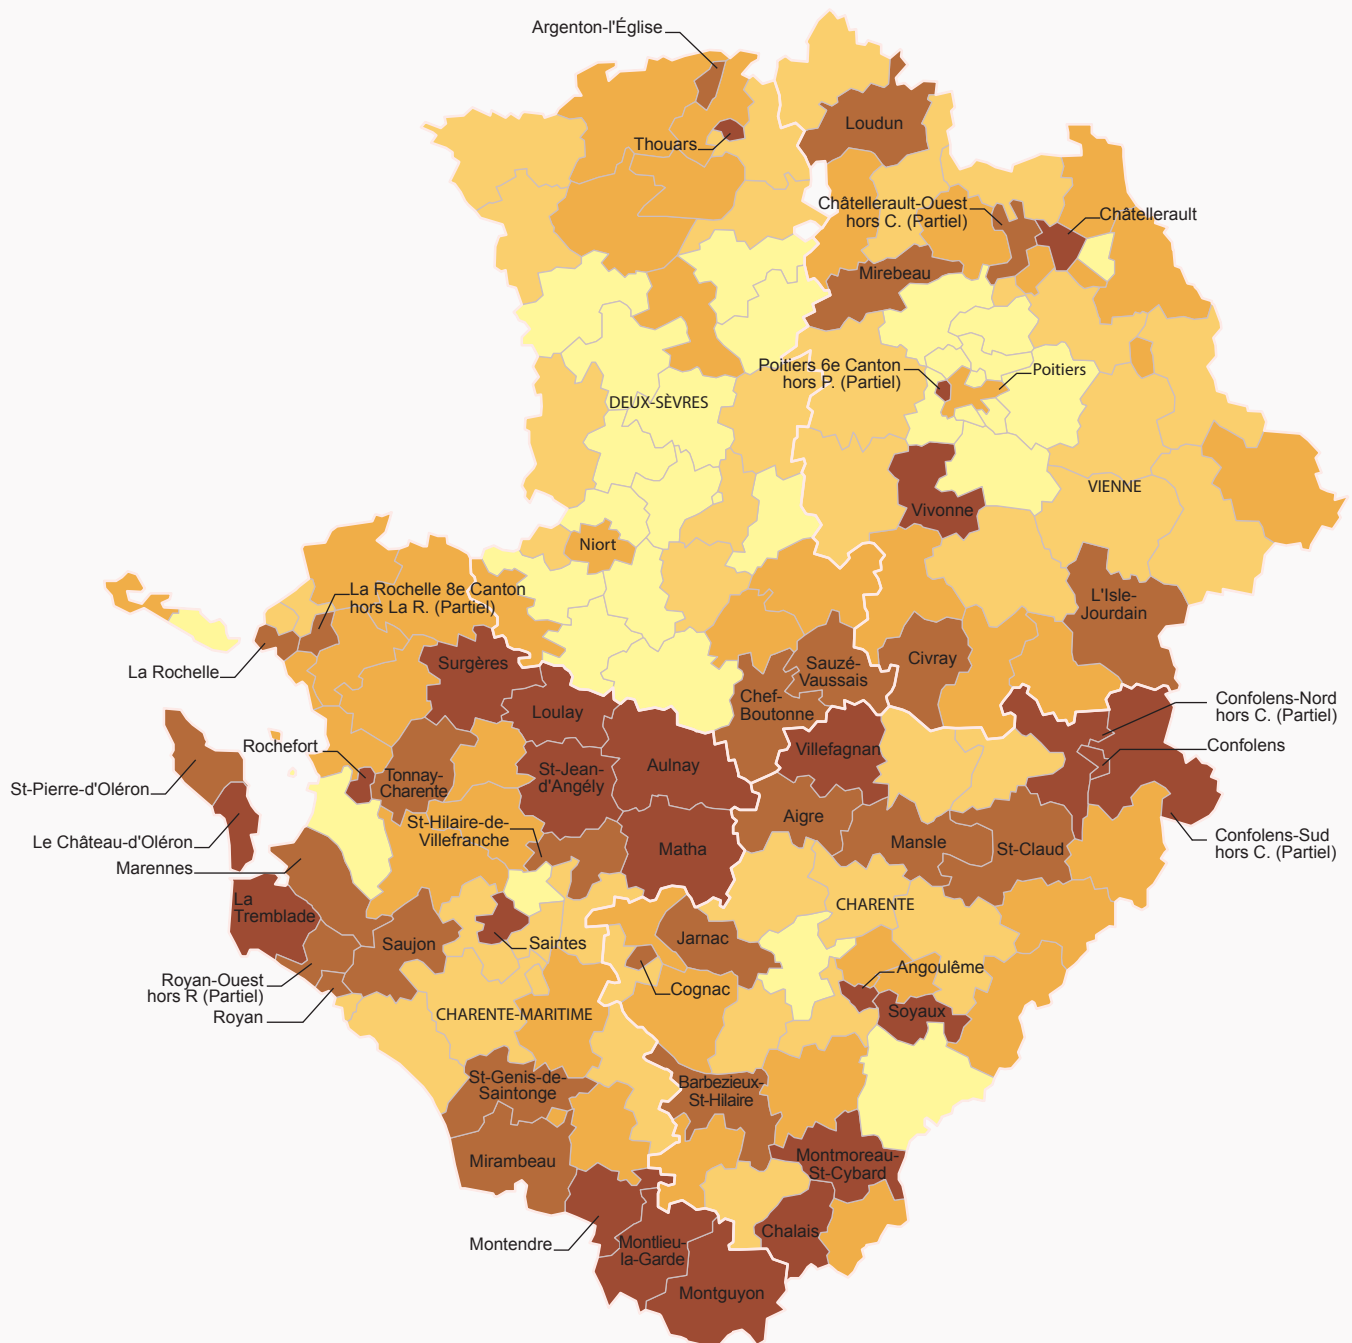 Argenton-l'Église
Loudun
Thouars
Châtellerault-Ouest
hors C. (Partiel)
Châtellerault
Mirebeau
Poitiers 6e Canton
hors P. (Partiel)
Poitiers
DEUX-SÈVRES
VIENNE
Vivonne
Niort
La Rochelle 8e Canton
hors La R. (Partiel)
L'Isle-
Jourdain
La Rochelle
Surgères
Sauzé-
Vaussais
Civray
Chef-
Boutonne
Loulay
Confolens-Nord
hors C. (Partiel)
Rochefort
Villefagnan
Confolens
St-Pierre-d'Oléron
Tonnay-
Charente
St-Jean-
d'Angély
Aulnay
St-Hilaire-de-
Villefranche
Aigre
Le Château-d'Oléron
Mansle
St-Claud
Confolens-Sud
hors C. (Partiel)
Marennes
Matha
La
Tremblade
CHARENTE
Saujon
Saintes
Jarnac
Royan-Ouest
hors R (Partiel)
Angoulême
Cognac
Royan
CHARENTE-MARITIME
Soyaux
St-Genis-de-
Saintonge
Barbezieux-
St-Hilaire
Mirambeau
Montmoreau-
St-Cybard
Montendre
Chalais
Montlieu-
la-Garde
Montguyon